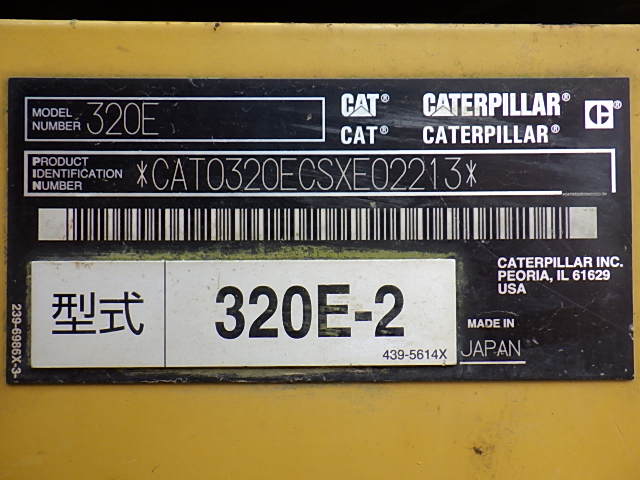 MODEL NUMBER 320E
CAT® CATERPILLAR® C®
CAT® CATERPILLAR®
PRODUCT IDENTIFICATION NUMBER *CAT0320ECSXE02213*
CATERPILLAR INC.
PEORIA, IL 61629
USA
型式 320E-2
439-5614X
MADE IN
JAPAN
239-6986X-3